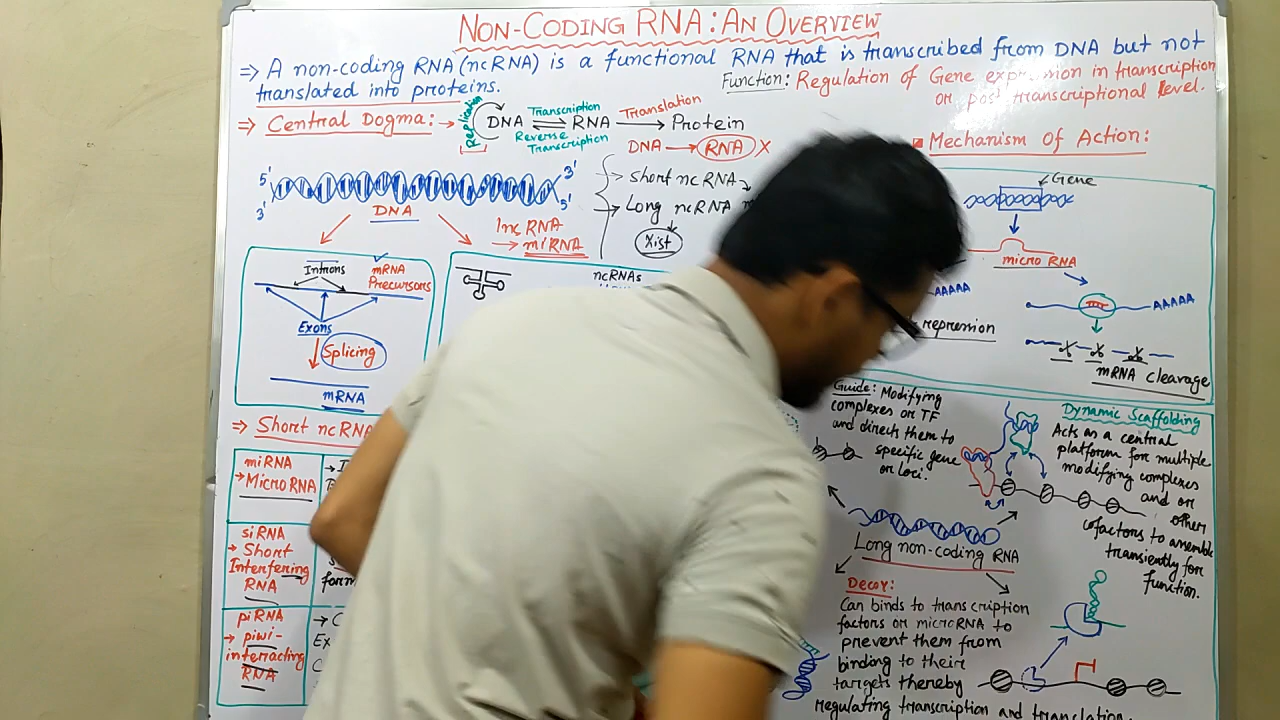 NON-CODING RNA: AN OVERVIEW
⇒ A non-coding RNA (ncRNA) is a functional RNA that is transcribed from DNA but not
translated into proteins.
Function: Regulation of Gene expression in transcription
or post transcriptional level.
⇒ Central Dogma: →
Replication
DNA
Transcription
Reverse
Transcription
RNA
Translation
→ Protein
DNA → RNA X
5' 3'
3' 5'
DNA
→ Short ncRNA
→ Long ncRNA
Xist
lnc RNA
→ miRNA
Introns
mRNA
Precursors
Exons
Splicing
mRNA
ncRNAs
Mechanism of Action:
Gene
micro RNA
AAAAA
repression
AAAAA
mRNA cleavage
⇒ Short ncRNA
miRNA
→ MicroRNA
siRNA
→ Short
Interfering
RNA
form
piRNA
→ piwi-
interacting
RNA
→ C
Ex
C
Guide: Modifying
complexes or TF
and direct them to
specific gene
or loci.
Dynamic Scaffolding
Acts as a central
platform for multiple
modifying complexes
and or
other
cofactors to assemble
transiently for
function.
Long non-coding RNA
Decoy:
Can binds to transcription
factors or microRNA to
prevent them from
binding to their
targets thereby
regulating transcription and translation.